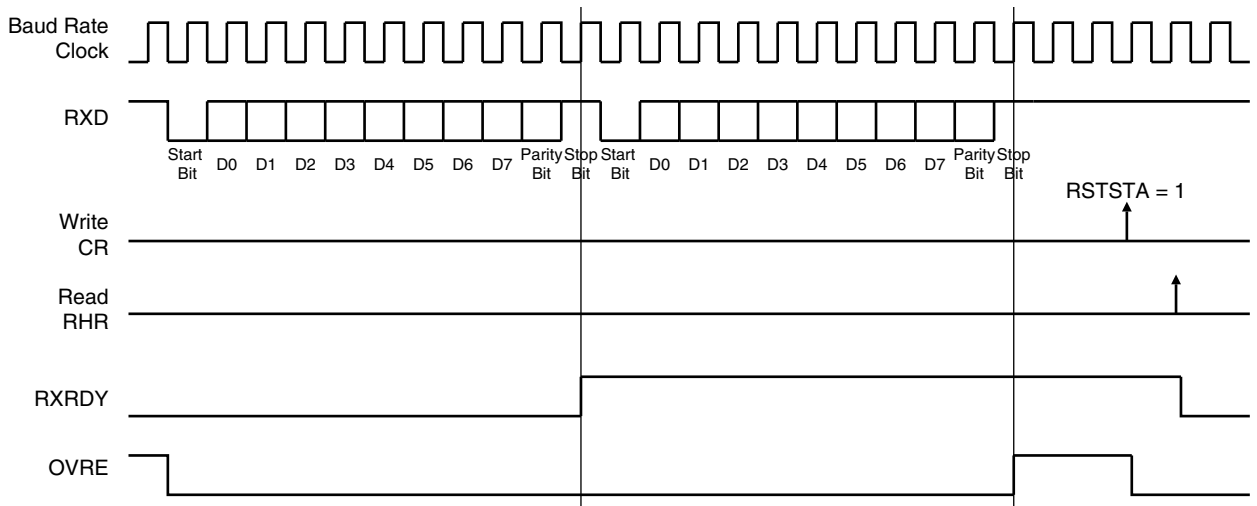 Baud Rate
Clock
RXD
Start
Bit
D0
D1
D2
D3
D4
D5
D6
D7
Parity
Bit
Stop
Bit
Start
Bit
D0
D1
D2
D3
D4
D5
D6
D7
Parity
Bit
Stop
Bit
RSTSTA = 1
Write
CR
Read
RHR
RXRDY
OVRE